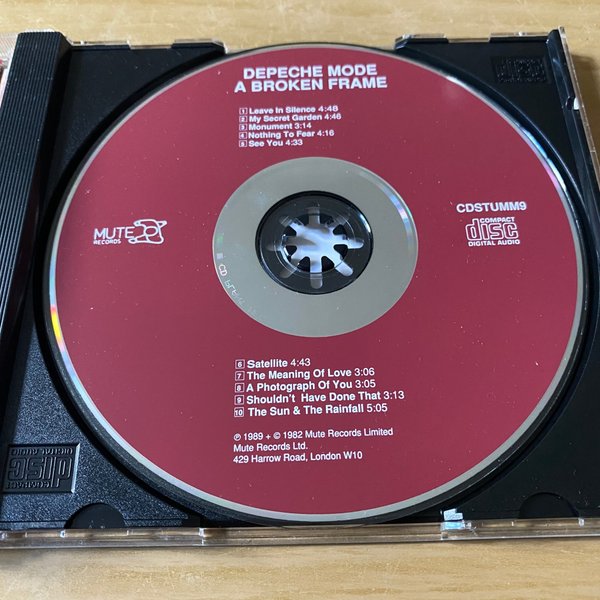 DEPECHE MODE
A BROKEN FRAME
1 Leave In Silence 4:48
2 My Secret Garden 4:46
3 Monument 3:14
4 Nothing To Fear 4:16
5 See You 4:33
MUTE
RECORDS
CDSTUMM9
COMPACT
disc
DIGITAL AUDIO
6 Satellite 4:43
7 The Meaning Of Love 3:06
8 A Photograph Of You 3:05
9 Shouldn't Have Done That 3:13
10 The Sun & The Rainfall 5:05
℗ 1989 + © 1982 Mute Records Limited
Mute Records Ltd.
429 Harrow Road, London W10
COMPACT
disc
DIGITAL AUDIO